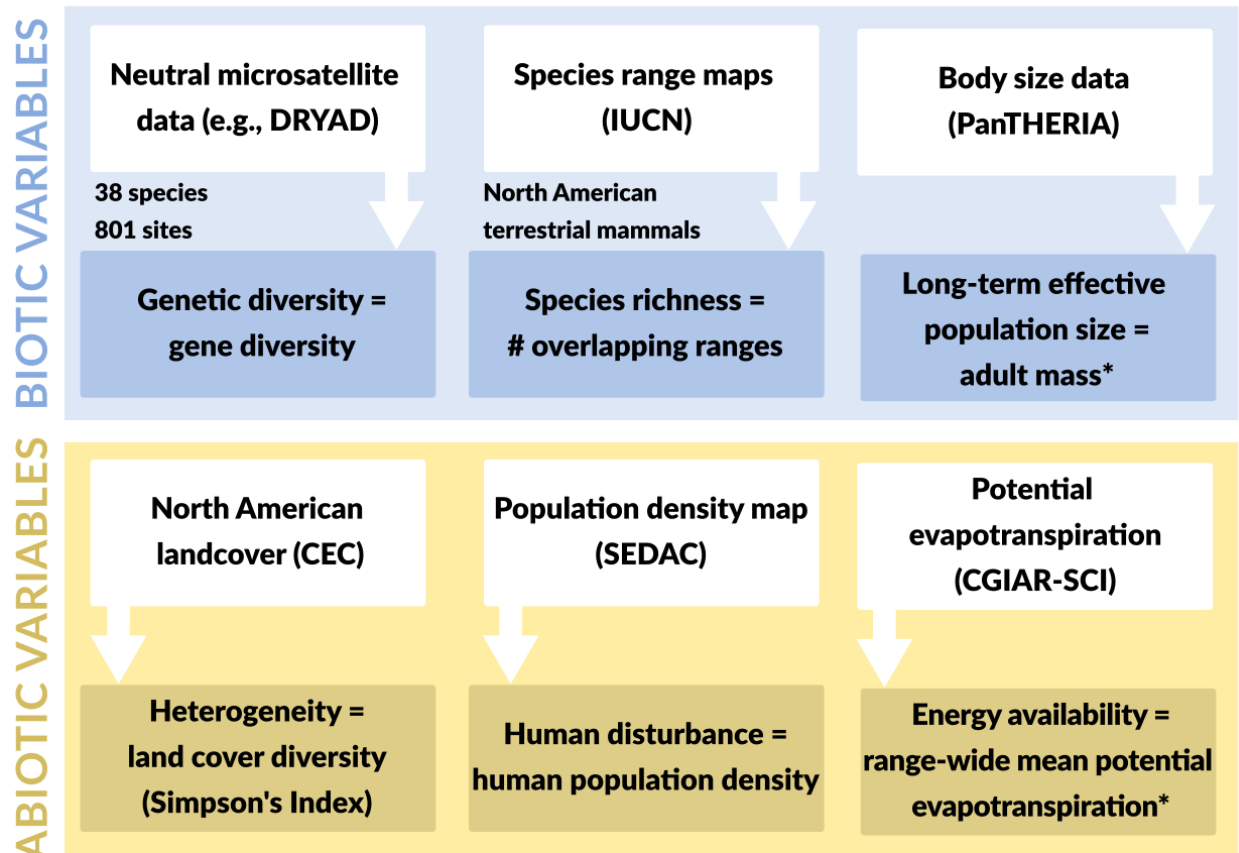 BIOTIC VARIABLES
Neutral microsatellite
data (e.g., DRYAD)
38 species
801 sites
Genetic diversity =
gene diversity
Species range maps
(IUCN)
North American
terrestrial mammals
Species richness =
# overlapping ranges
Body size data
(PanTHERIA)
Long-term effective
population size =
adult mass*
ABIOTIC VARIABLES
North American
landcover (CEC)
Heterogeneity =
land cover diversity
(Simpson's Index)
Population density map
(SEDAC)
Human disturbance =
human population density
Potential
evapotranspiration
(CGIAR-SCI)
Energy availability =
range-wide mean potential
evapotranspiration*